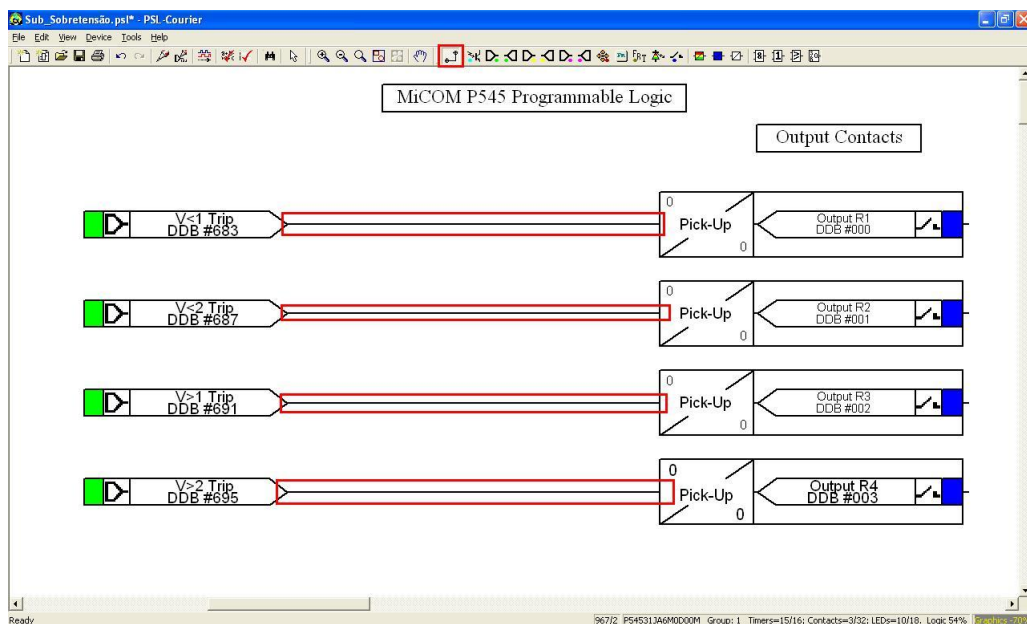 Sub_Sobretensão.psl* - PSL-Courier
File Edit View Device Tools Help
MiCOM P545 Programmable Logic
Output Contacts
V<1 Trip
DDB #683
0
Pick-Up
0
Output R1
DDB #000
V<2 Trip
DDB #687
0
Pick-Up
0
Output R2
DDB #001
V>1 Trip
DDB #691
0
Pick-Up
0
Output R3
DDB #002
V>2 Trip
DDB #695
0
Pick-Up
0
Output R4
DDB #003
Ready
967/2 P54531JA6M0D00M Group: 1 Timers=15/16; Contacts=3/32; LEDs=10/18, Logic 54%